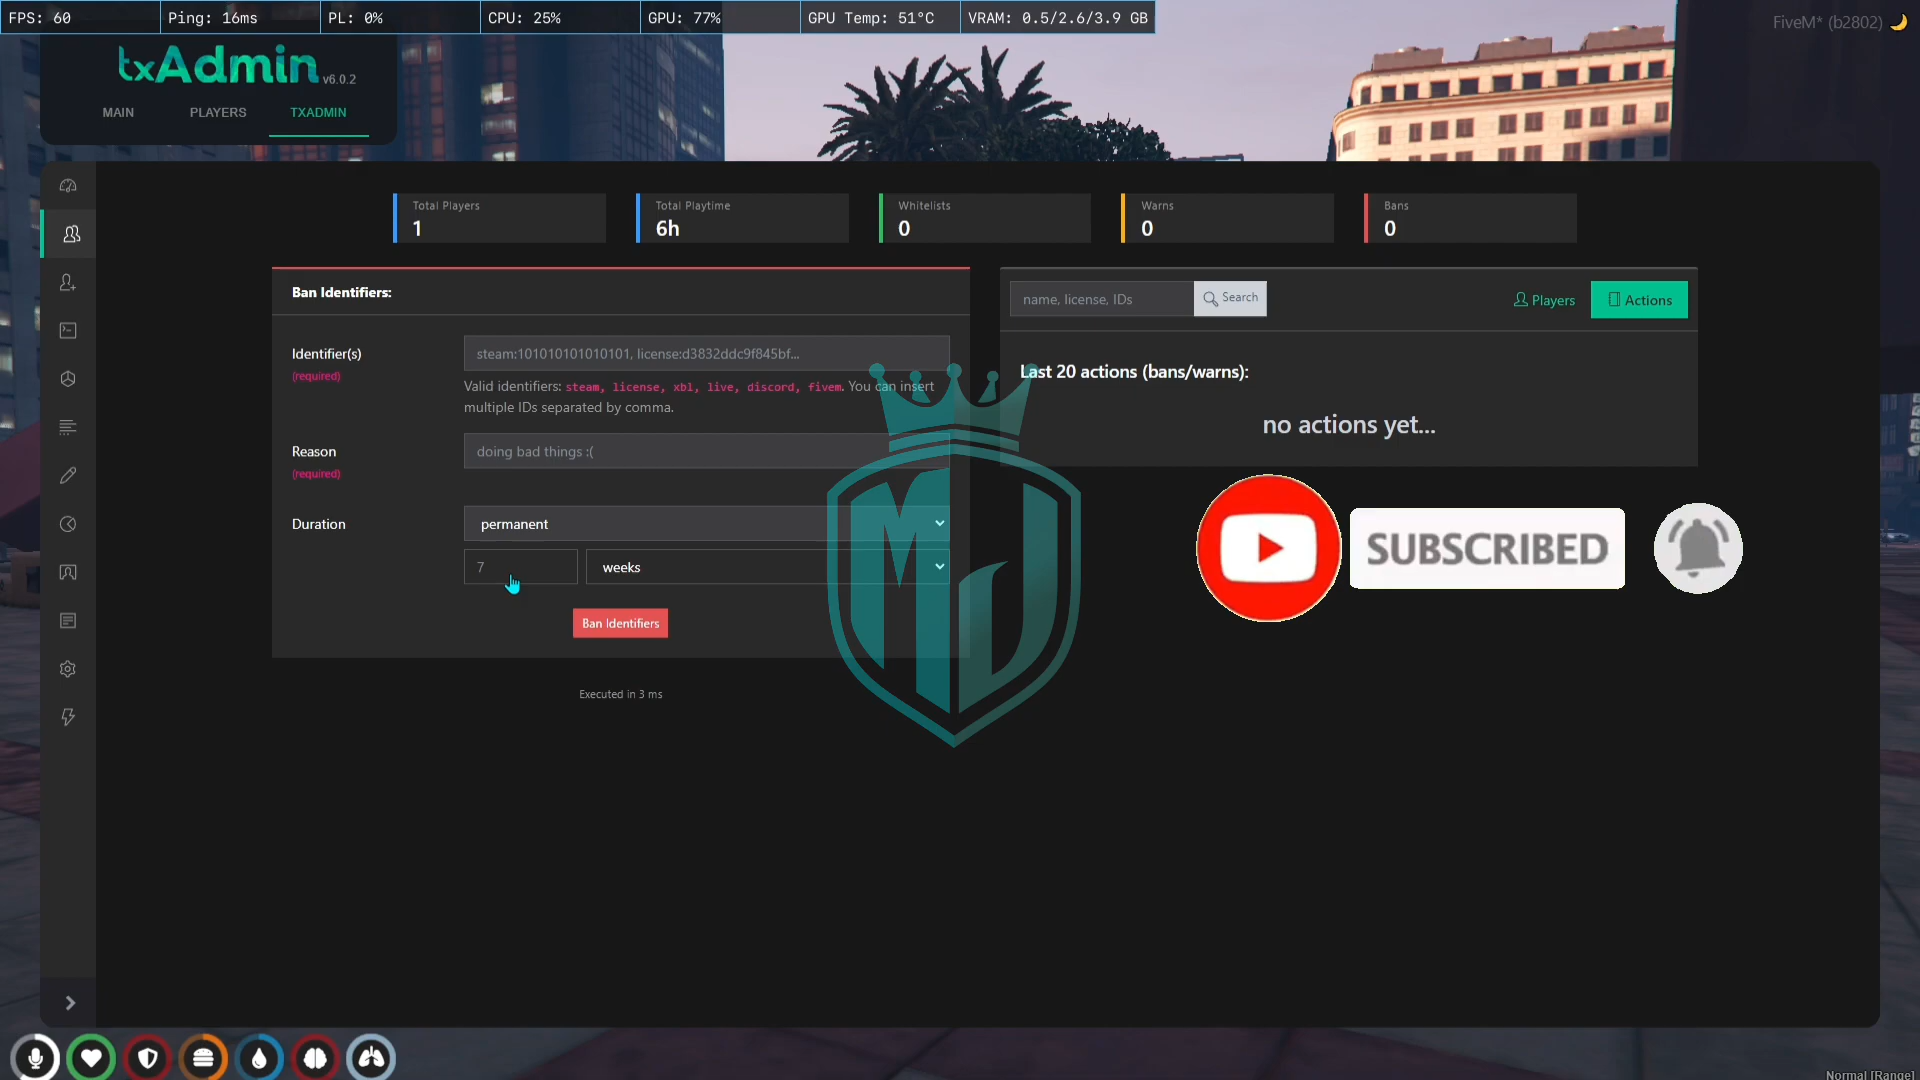 FPS: 60
Ping: 16ms
PL: 0%
CPU: 25%
GPU: 77%
GPU Temp: 51°C
VRAM: 0.5/2.6/3.9 GB
FiveM* (b2802)
txAdmin v6.0.2
MAIN
PLAYERS
TXADMIN
Total Players
1
Total Playtime
6h
Whitelists
0
Warns
0
Bans
0
Ban Identifiers:
Identifier(s)
(required)
steam:101010101010101, license:d3832ddc9f845bf...
Valid identifiers: steam, license, xbl, live, discord, fivem. You can insert
multiple IDs separated by comma.
Reason
(required)
doing bad things :(
Duration
permanent
7
weeks
Ban Identifiers
Executed in 3 ms
name, license, IDs
Search
Players
Actions
Last 20 actions (bans/warns):
no actions yet...
MJ
SUBSCRIBED
Normal [Range]